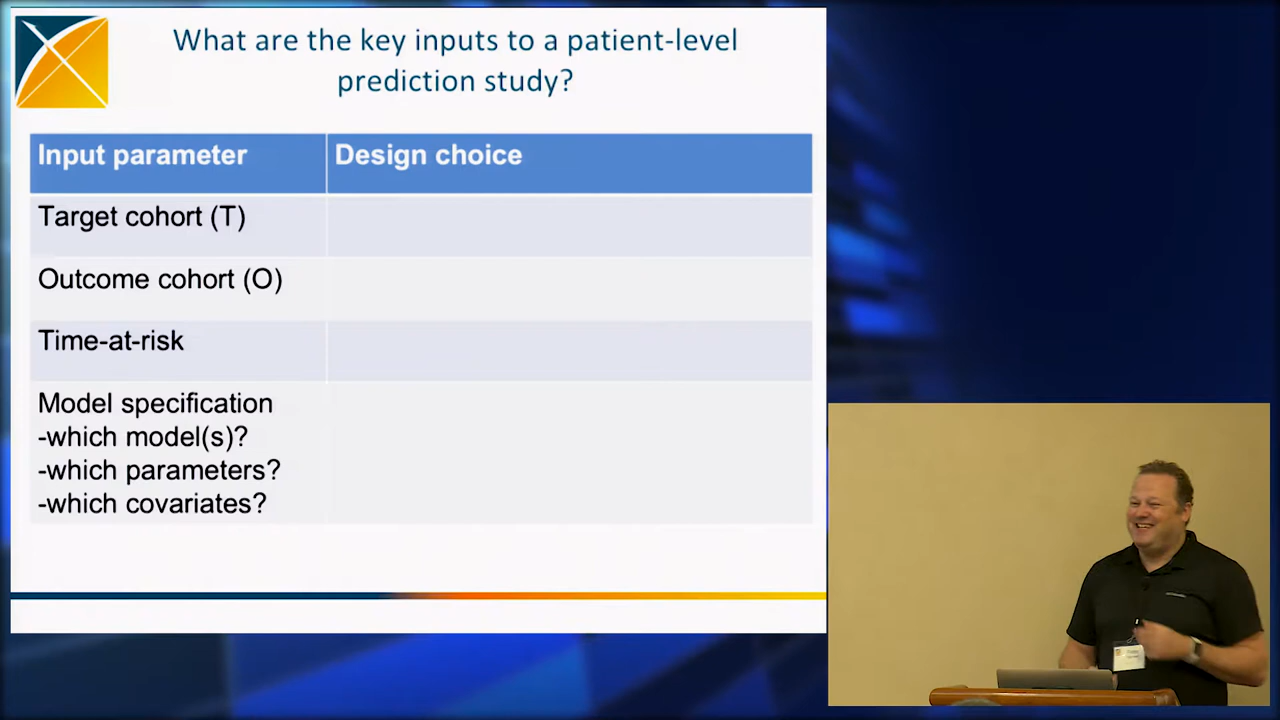 What are the key inputs to a patient-level
prediction study?
Input parameter
Design choice
Target cohort (T)
Outcome cohort (O)
Time-at-risk
Model specification
-which model(s)?
-which parameters?
-which covariates?